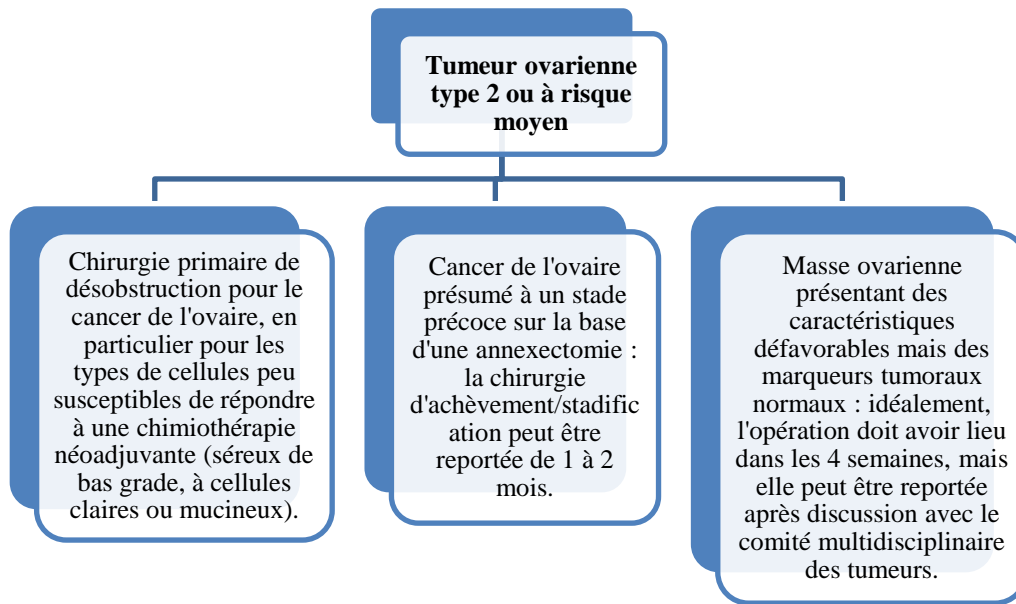 Tumeur ovarienne
type 2 ou à risque
moyen
Chirurgie primaire de
désobstruction pour le
cancer de l'ovaire, en
particulier pour les
types de cellules peu
susceptibles de répondre
à une chimiothérapie
néoadjuvante (séreux de
bas grade, à cellules
claires ou mucineux).
Cancer de l'ovaire
présumé à un stade
précoce sur la base
d'une annexectomie :
la chirurgie
d'achèvement/stadific
ation peut être
reportée de 1 à 2
mois.
Masse ovarienne
présentant des
caractéristiques
défavorables mais des
marqueurs tumoraux
normaux : idéalement,
l'opération doit avoir lieu
dans les 4 semaines, mais
elle peut être reportée
après discussion avec le
comité multidisciplinaire
des tumeurs.